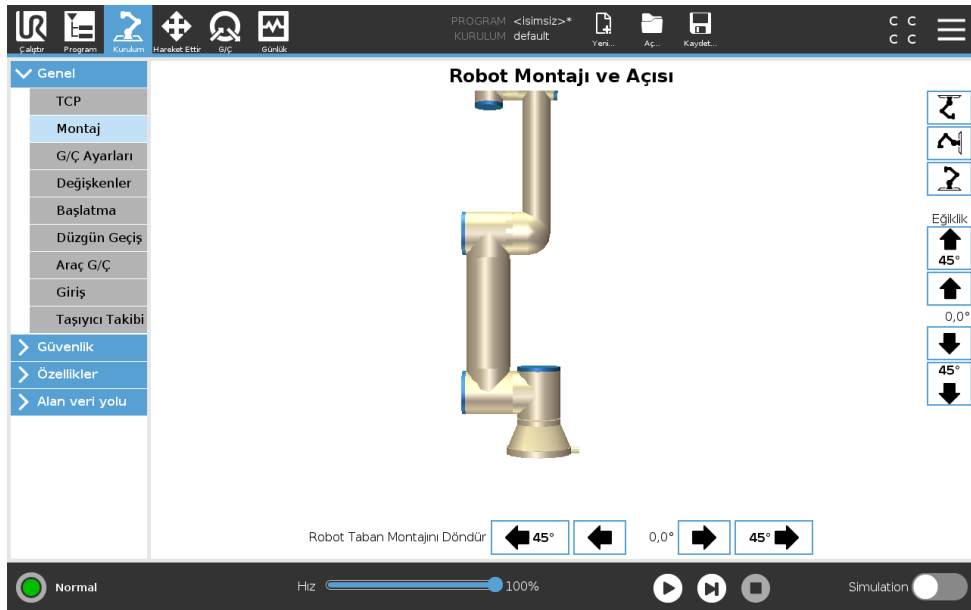 UR
Çalıştır
Program
Kurulum
Hareket Ettir
G/Ç
Günlük
PROGRAM <isimsiz>*
KURULUM default
Yeni...
Aç...
Kaydet...
C C
C C
Genel
TCP
Montaj
G/Ç Ayarları
Değişkenler
Başlatma
Düzgün Geçiş
Araç G/Ç
Giriş
Taşıyıcı Takibi
Güvenlik
Özellikler
Alan veri yolu
Robot Montajı ve Açısı
Eğiklik
45°
0,0°
45°
Robot Taban Montajını Döndür 45° 0,0° 45°
Normal
Hız 100%
Simulation